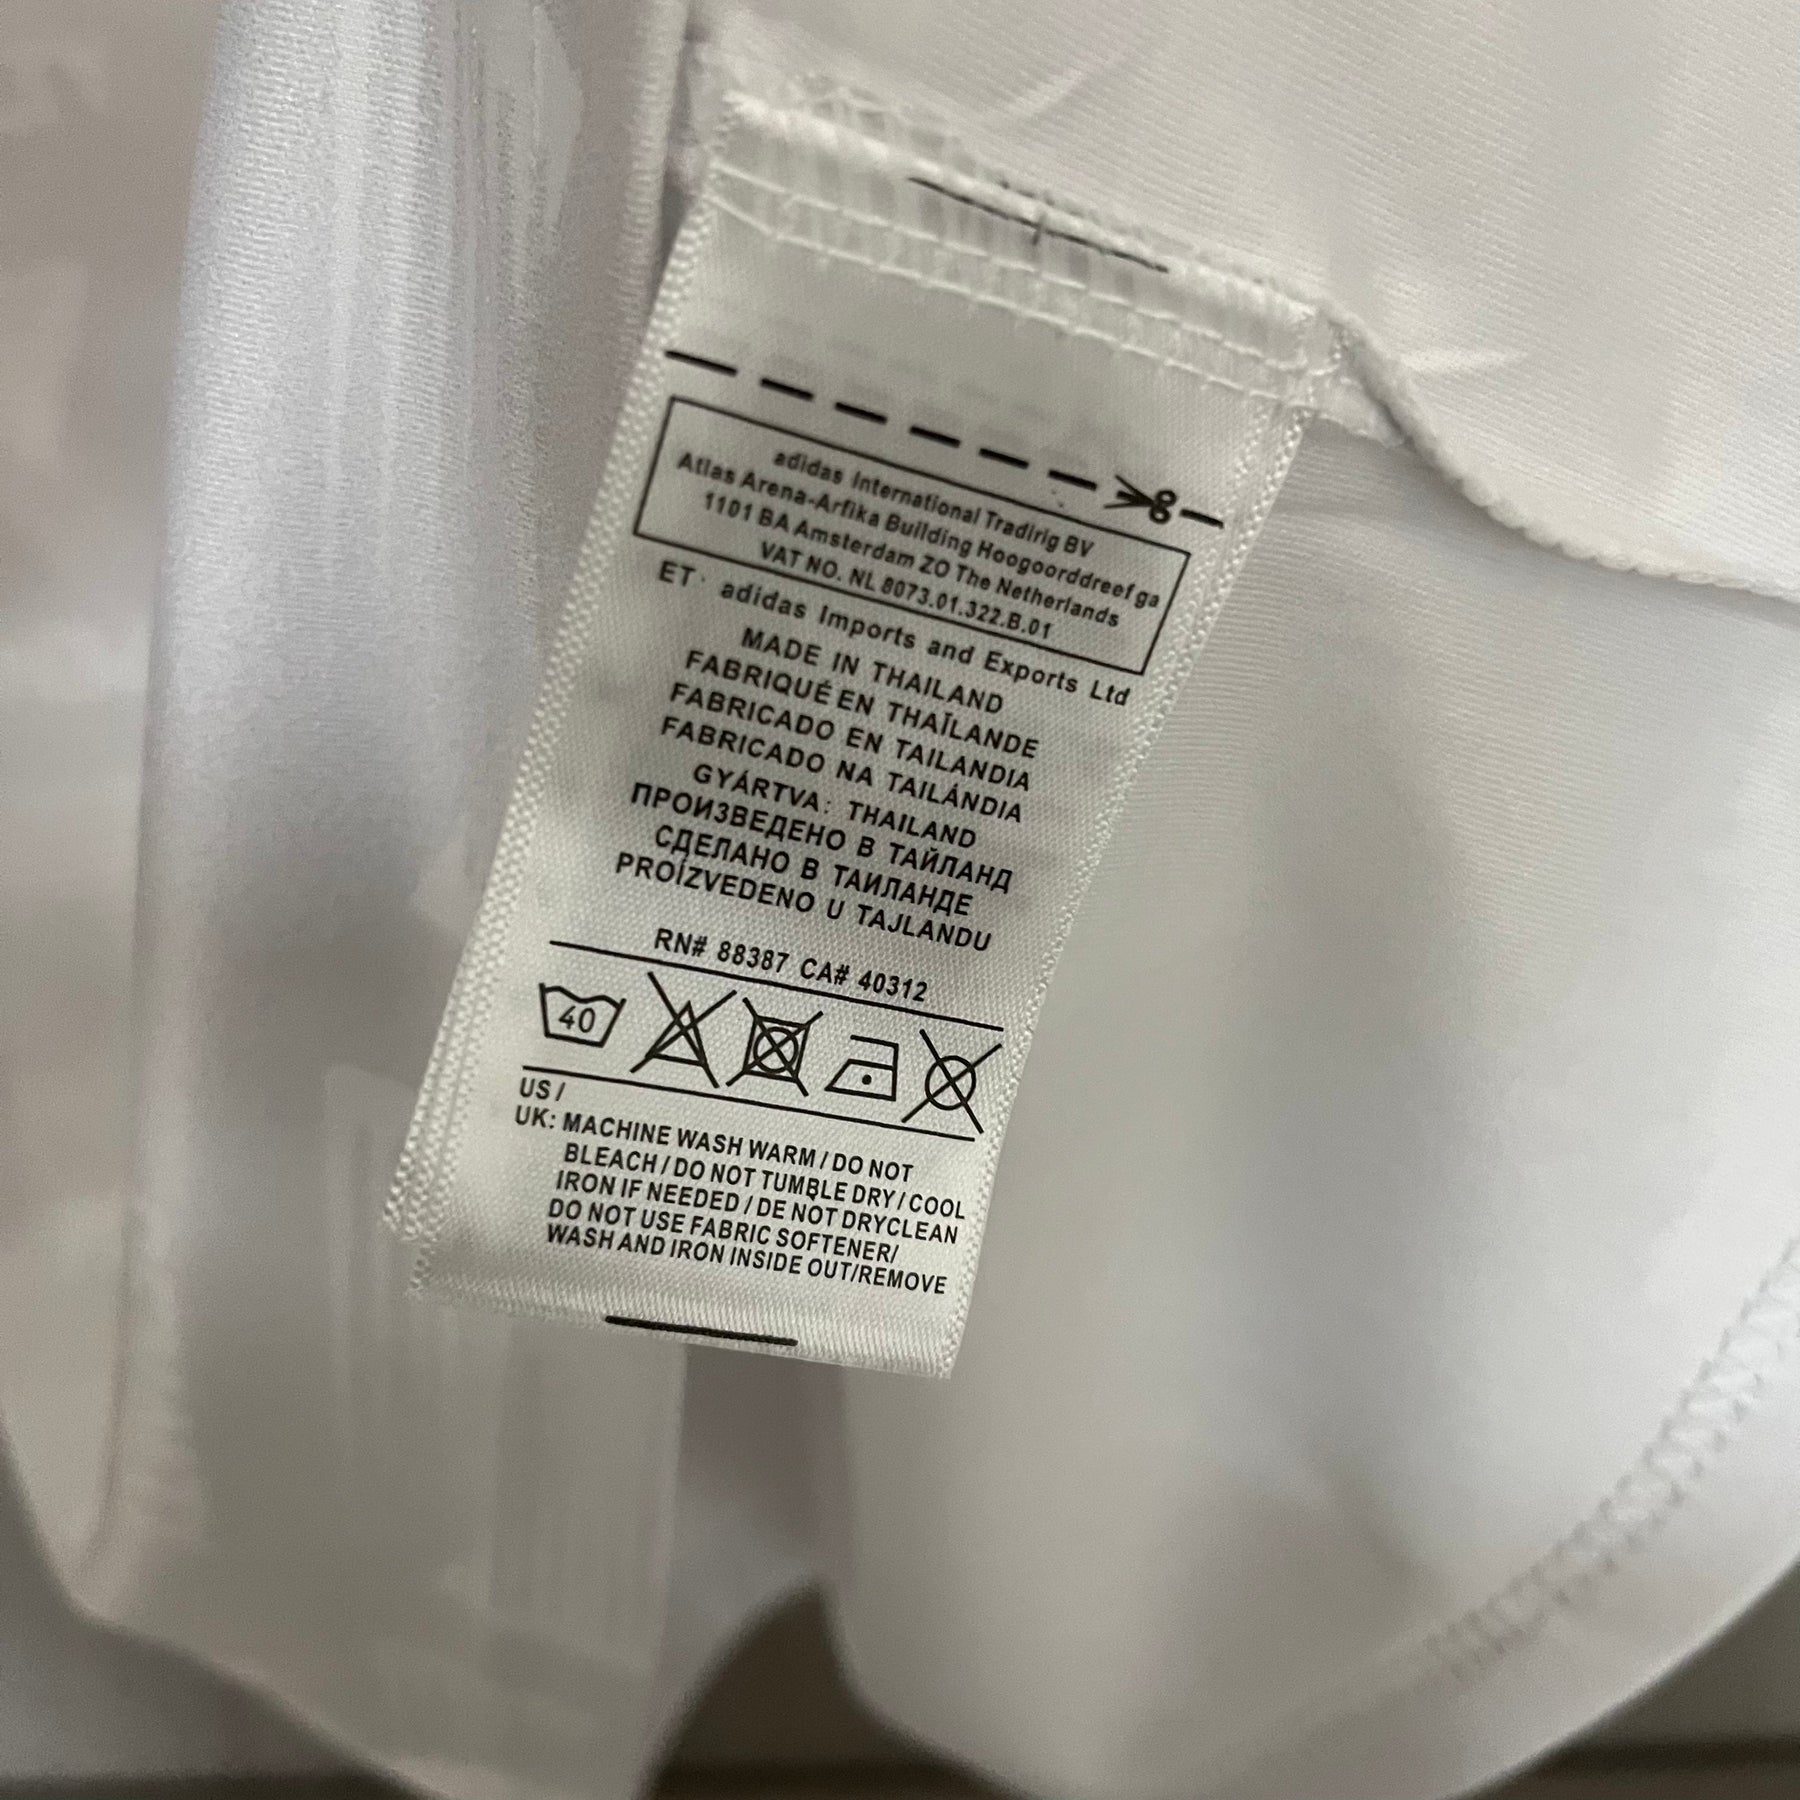 adidas International Tradirig BV
Atlas Arena-Arfika Building Hoogoorddreef ga
1101 BA Amsterdam ZO The Netherlands
VAT NO. NL 8073.01.322.B.01
ET' adidas Imports and Exports Ltd
MADE IN THAILAND
FABRIQUÉ EN THAÏLANDE
FABRICADO EN TAILANDIA
FABRICADO NA TAILÁNDIA
GYÁRTVA: THAILAND
ПРОИЗВЕДЕНО В ТАЙЛАНД
СДЕЛАНО В ТАИЛАНДЕ
PROÍZVEDENO U TAJLANDU
RN# 88387 CA# 40312
40
US /
UK: MACHINE WASH WARM / DO NOT
BLEACH / DO NOT TUMBLE DRY / COOL
IRON IF NEEDED / DE NOT DRYCLEAN
DO NOT USE FABRIC SOFTENER/
WASH AND IRON INSIDE OUT/REMOVE